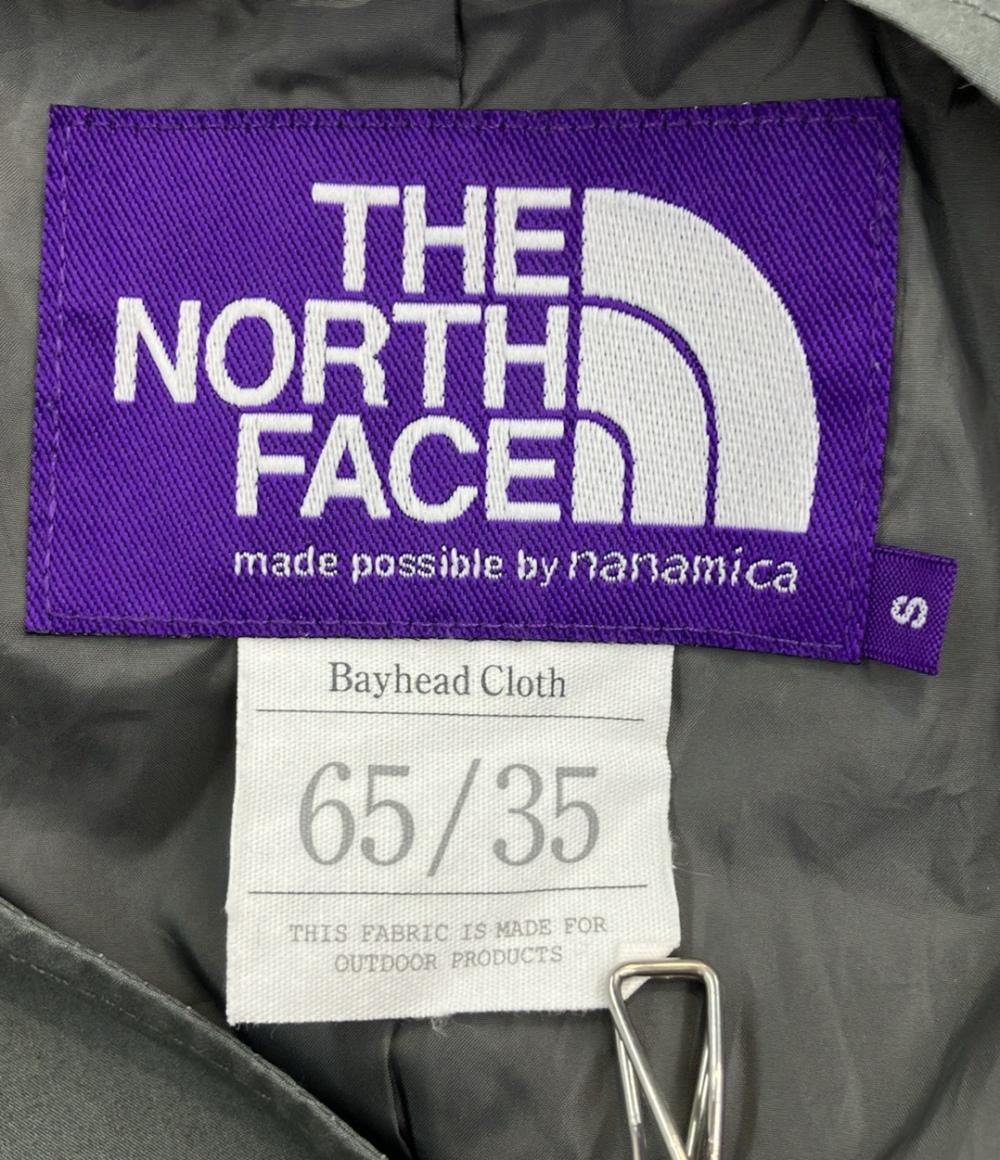 THE
NORTH
FACE
made possible by nanamica
S
Bayhead Cloth
65/35
THIS FABRIC IS MADE FOR
OUTDOOR PRODUCTS